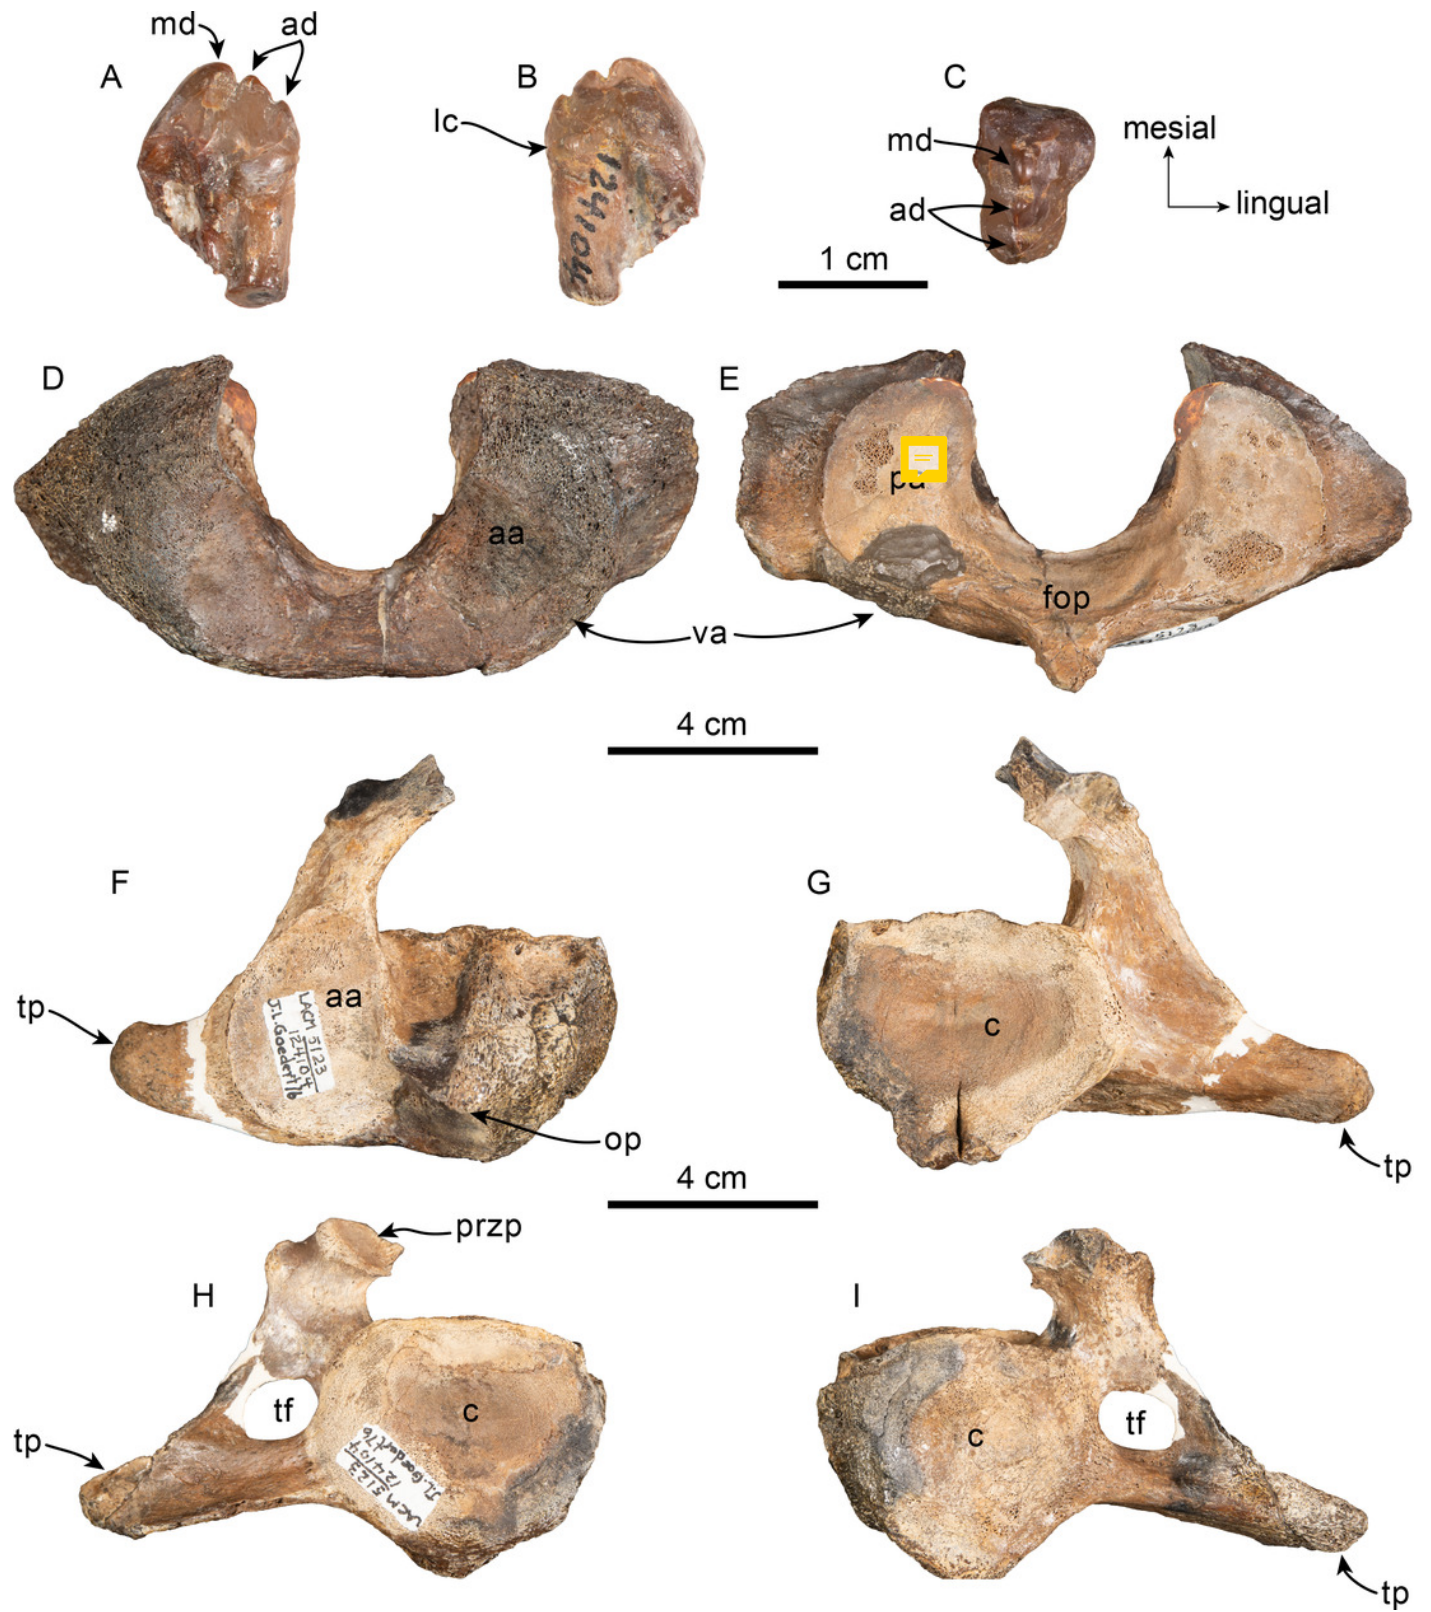 md
ad
A
B
C
lc
124104
md
mesial
ad
lingual
1 cm
D
E
aa
pa
fop
5123
va
4 cm
F
G
tp
aa
LACM 5123
124104
J.L.Goedert/76
c
op
tp
4 cm
przp
H
I
tf
c
tf
c
tp
LACM 5123
124104
J.L. Goedert 76
tp